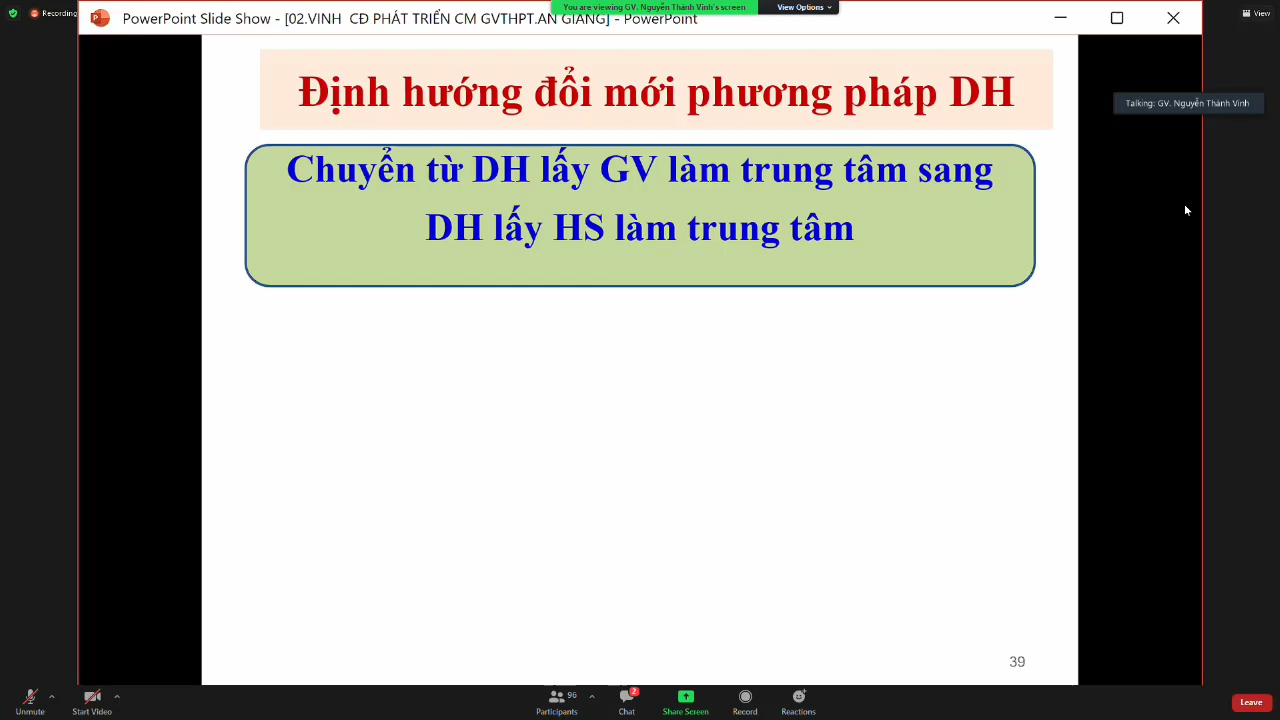 Recording
PowerPoint Slide Show - [02.VINH CĐ PHÁT TRIỂN CM GVTHPT.AN GIANG] - PowerPoint
You are viewing GV. Nguyễn Thành Vinh's screen
View Options
View
Định hướng đổi mới phương pháp DH
Talking: GV. Nguyễn Thành Vinh
Chuyển từ DH lấy GV làm trung tâm sang
DH lấy HS làm trung tâm
39
Unmute
Start Video
96
Participants
2
Chat
Share Screen
Record
Reactions
Leave